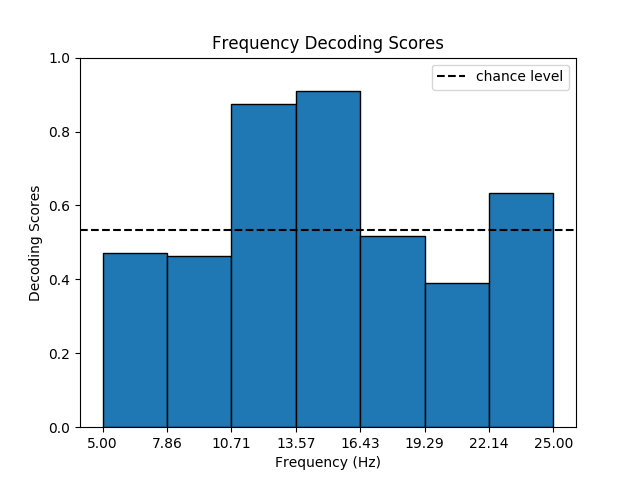 Frequency Decoding Scores
1.0
chance level
0.8
0.6
Decoding Scores
0.4
0.2
0.0
5.00 7.86 10.71 13.57 16.43 19.29 22.14 25.00
Frequency (Hz)